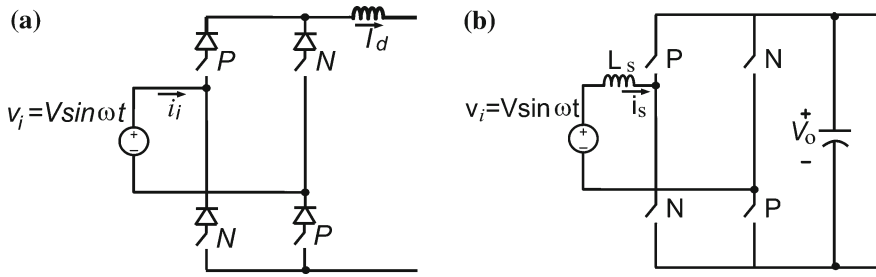 (a)
I_d
P
N
i_i
v_i=Vsinωt
+
−
N
P
(b)
P
N
L_s
i_s
v_i=Vsinωt
+
−
+
V_o
−
N
P